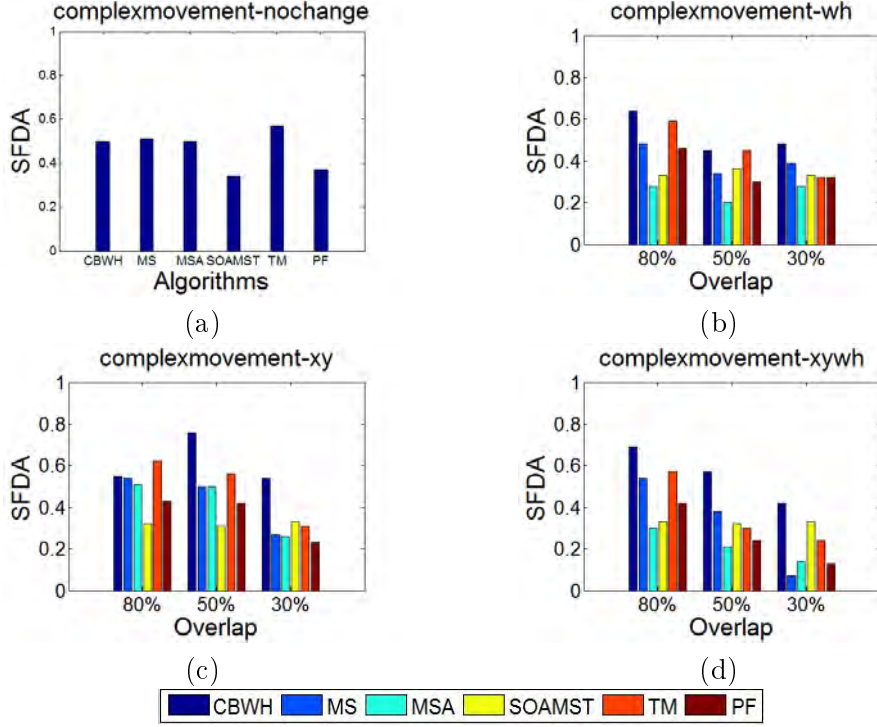 complexmovement-nochange
SFDA
1
0.8
0.6
0.4
0.2
0
CBWH MS MSA SOAMST TM PF
Algorithms
(a)
complexmovement-wh
SFDA
1
0.8
0.6
0.4
0.2
0
80% 50% 30%
Overlap
(b)
complexmovement-xy
SFDA
1
0.8
0.6
0.4
0.2
0
80% 50% 30%
Overlap
(c)
complexmovement-xywh
SFDA
1
0.8
0.6
0.4
0.2
0
80% 50% 30%
Overlap
(d)
CBWH MS MSA SOAMST TM PF